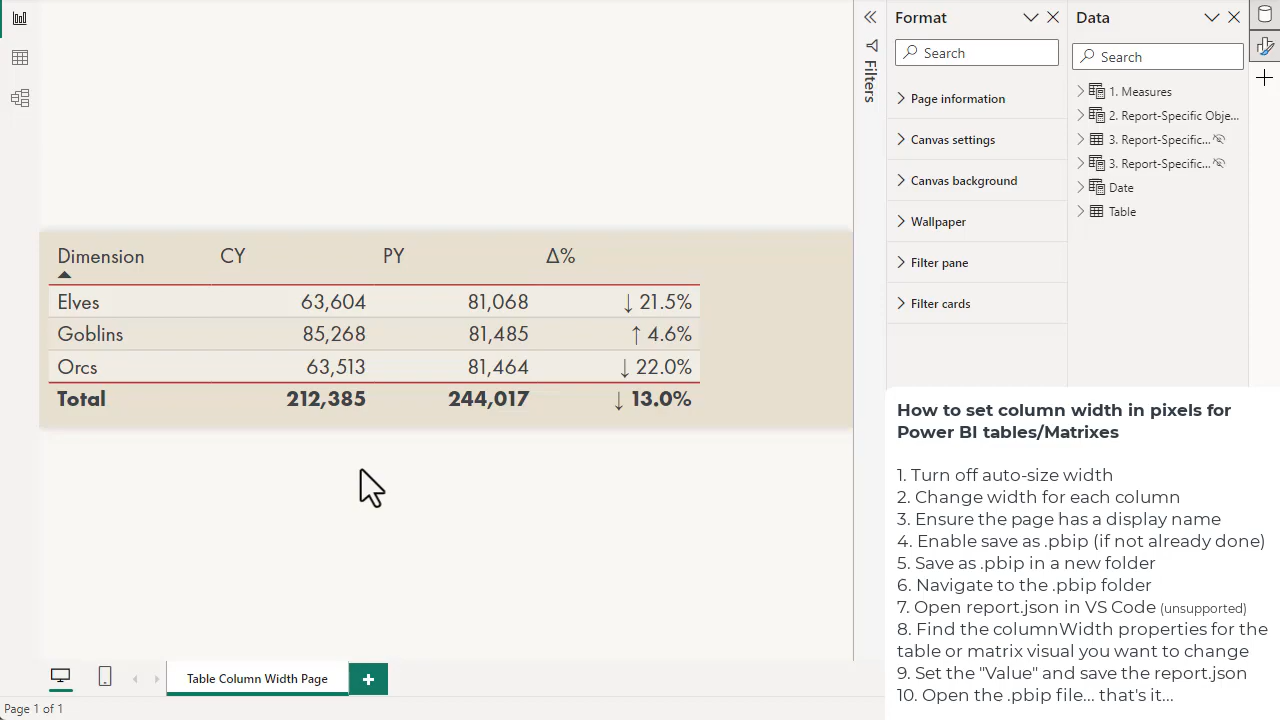 Format
Data
Search
Search
Filters
Page information
Canvas settings
Canvas background
Wallpaper
Filter pane
Filter cards
1. Measures
2. Report-Specific Obje...
3. Report-Specific...
3. Report-Specific...
Date
Table
Dimension CY PY Δ%
Elves 63,604 81,068 ↓ 21.5%
Goblins 85,268 81,485 ↑ 4.6%
Orcs 63,513 81,464 ↓ 22.0%
Total 212,385 244,017 ↓ 13.0%
How to set column width in pixels for
Power BI tables/Matrixes
1. Turn off auto-size width
2. Change width for each column
3. Ensure the page has a display name
4. Enable save as .pbip (if not already done)
5. Save as .pbip in a new folder
6. Navigate to the .pbip folder
7. Open report.json in VS Code (unsupported)
8. Find the columnWidth properties for the
table or matrix visual you want to change
9. Set the "Value" and save the report.json
10. Open the .pbip file... that's it...
Table Column Width Page
Page 1 of 1